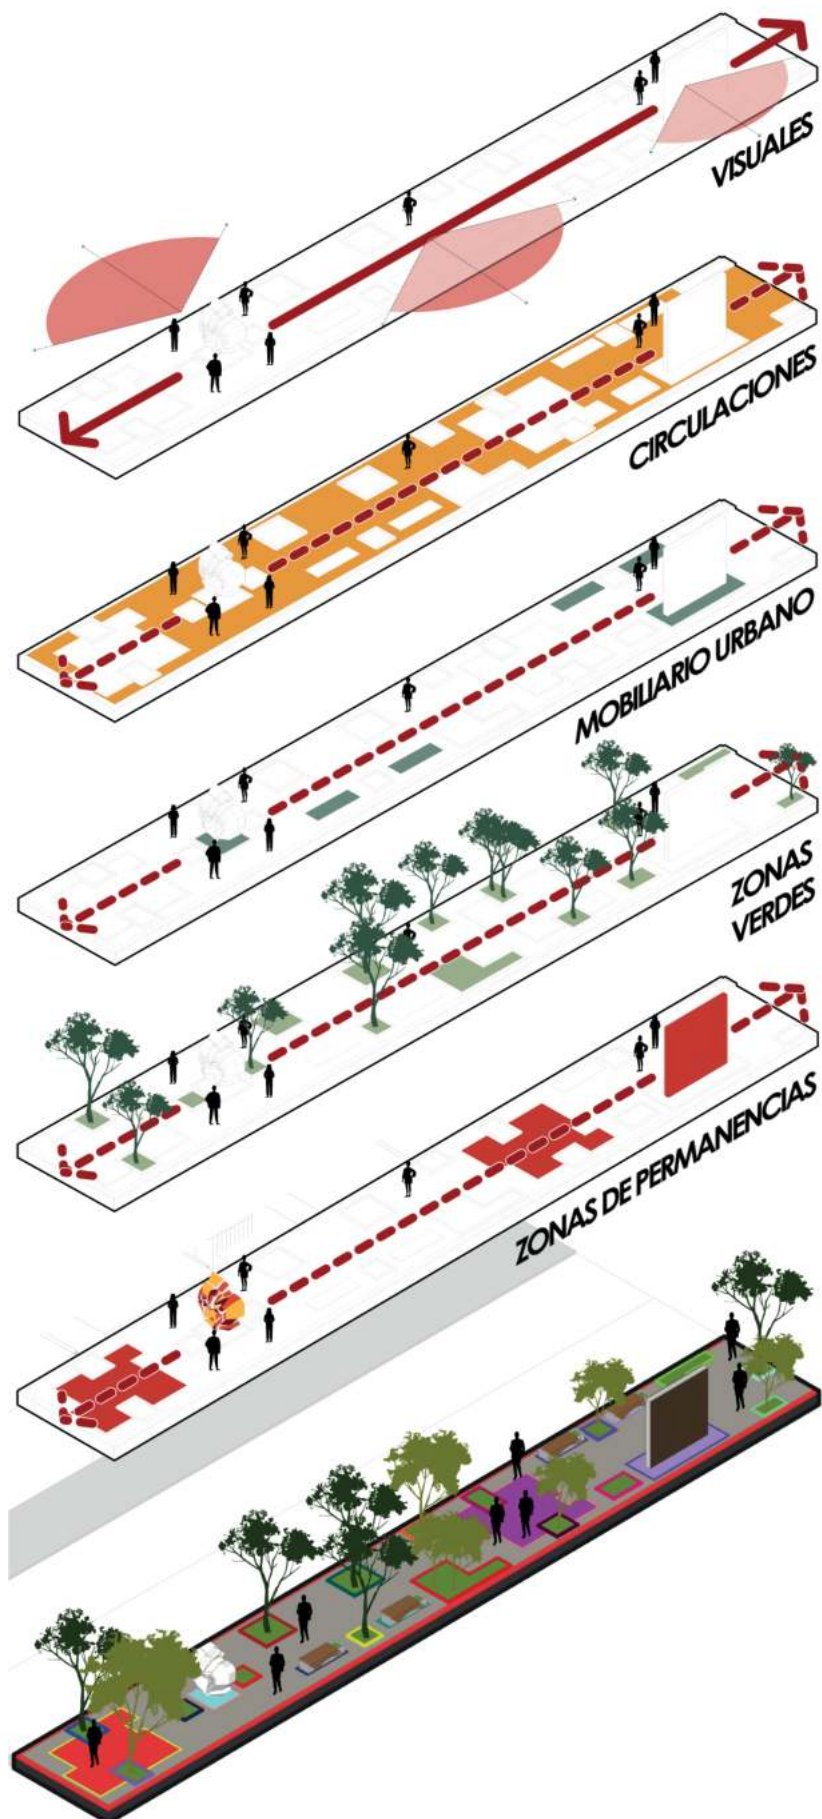 VISUALES
CIRCULACIONES
MOBILIARIO URBANO
ZONAS
VERDES
ZONAS DE PERMANENCIAS